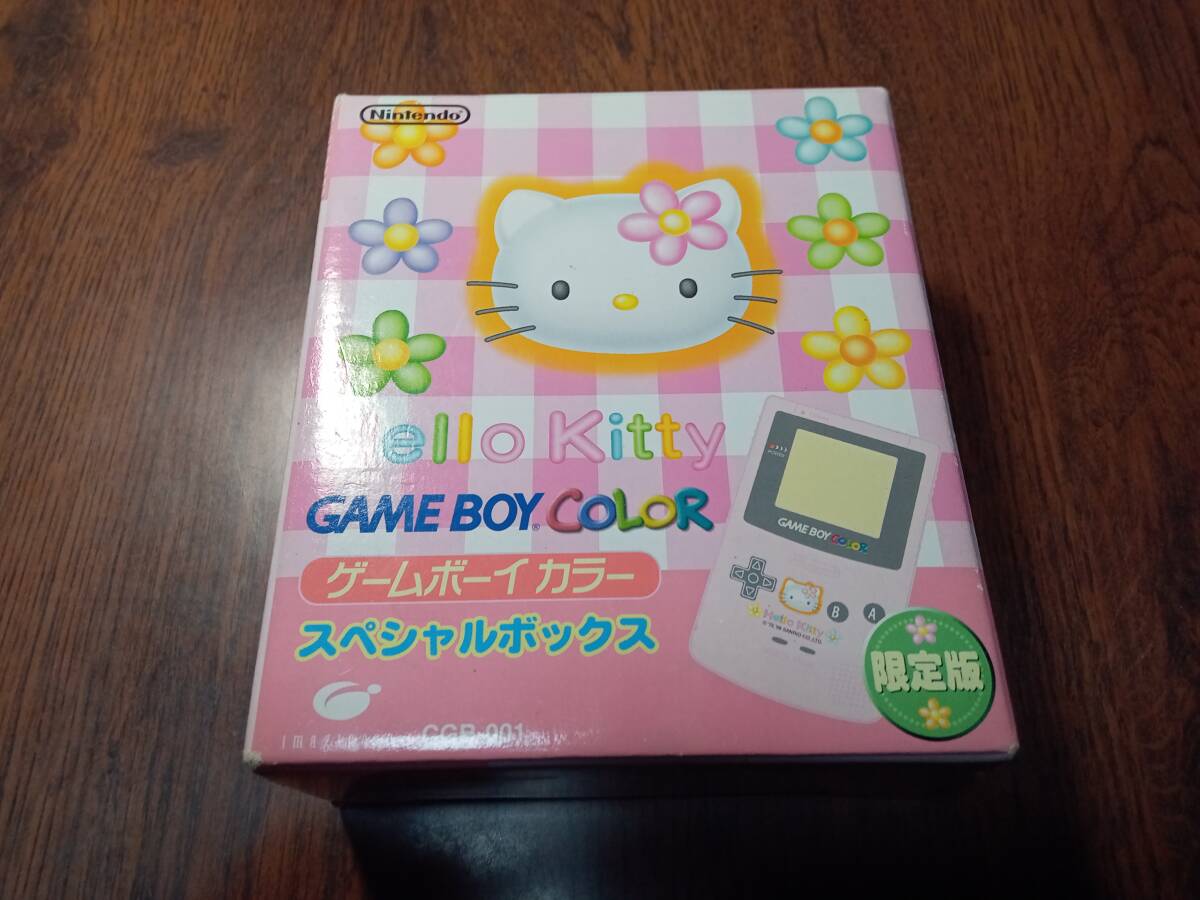 Nintendo
ello Kitty
GAME BOY COLOR
ゲームボーイ カラー
スペシャルボックス
CGB-001
POWER
GAME BOY COLOR
B A
Hello Kitty
限定版